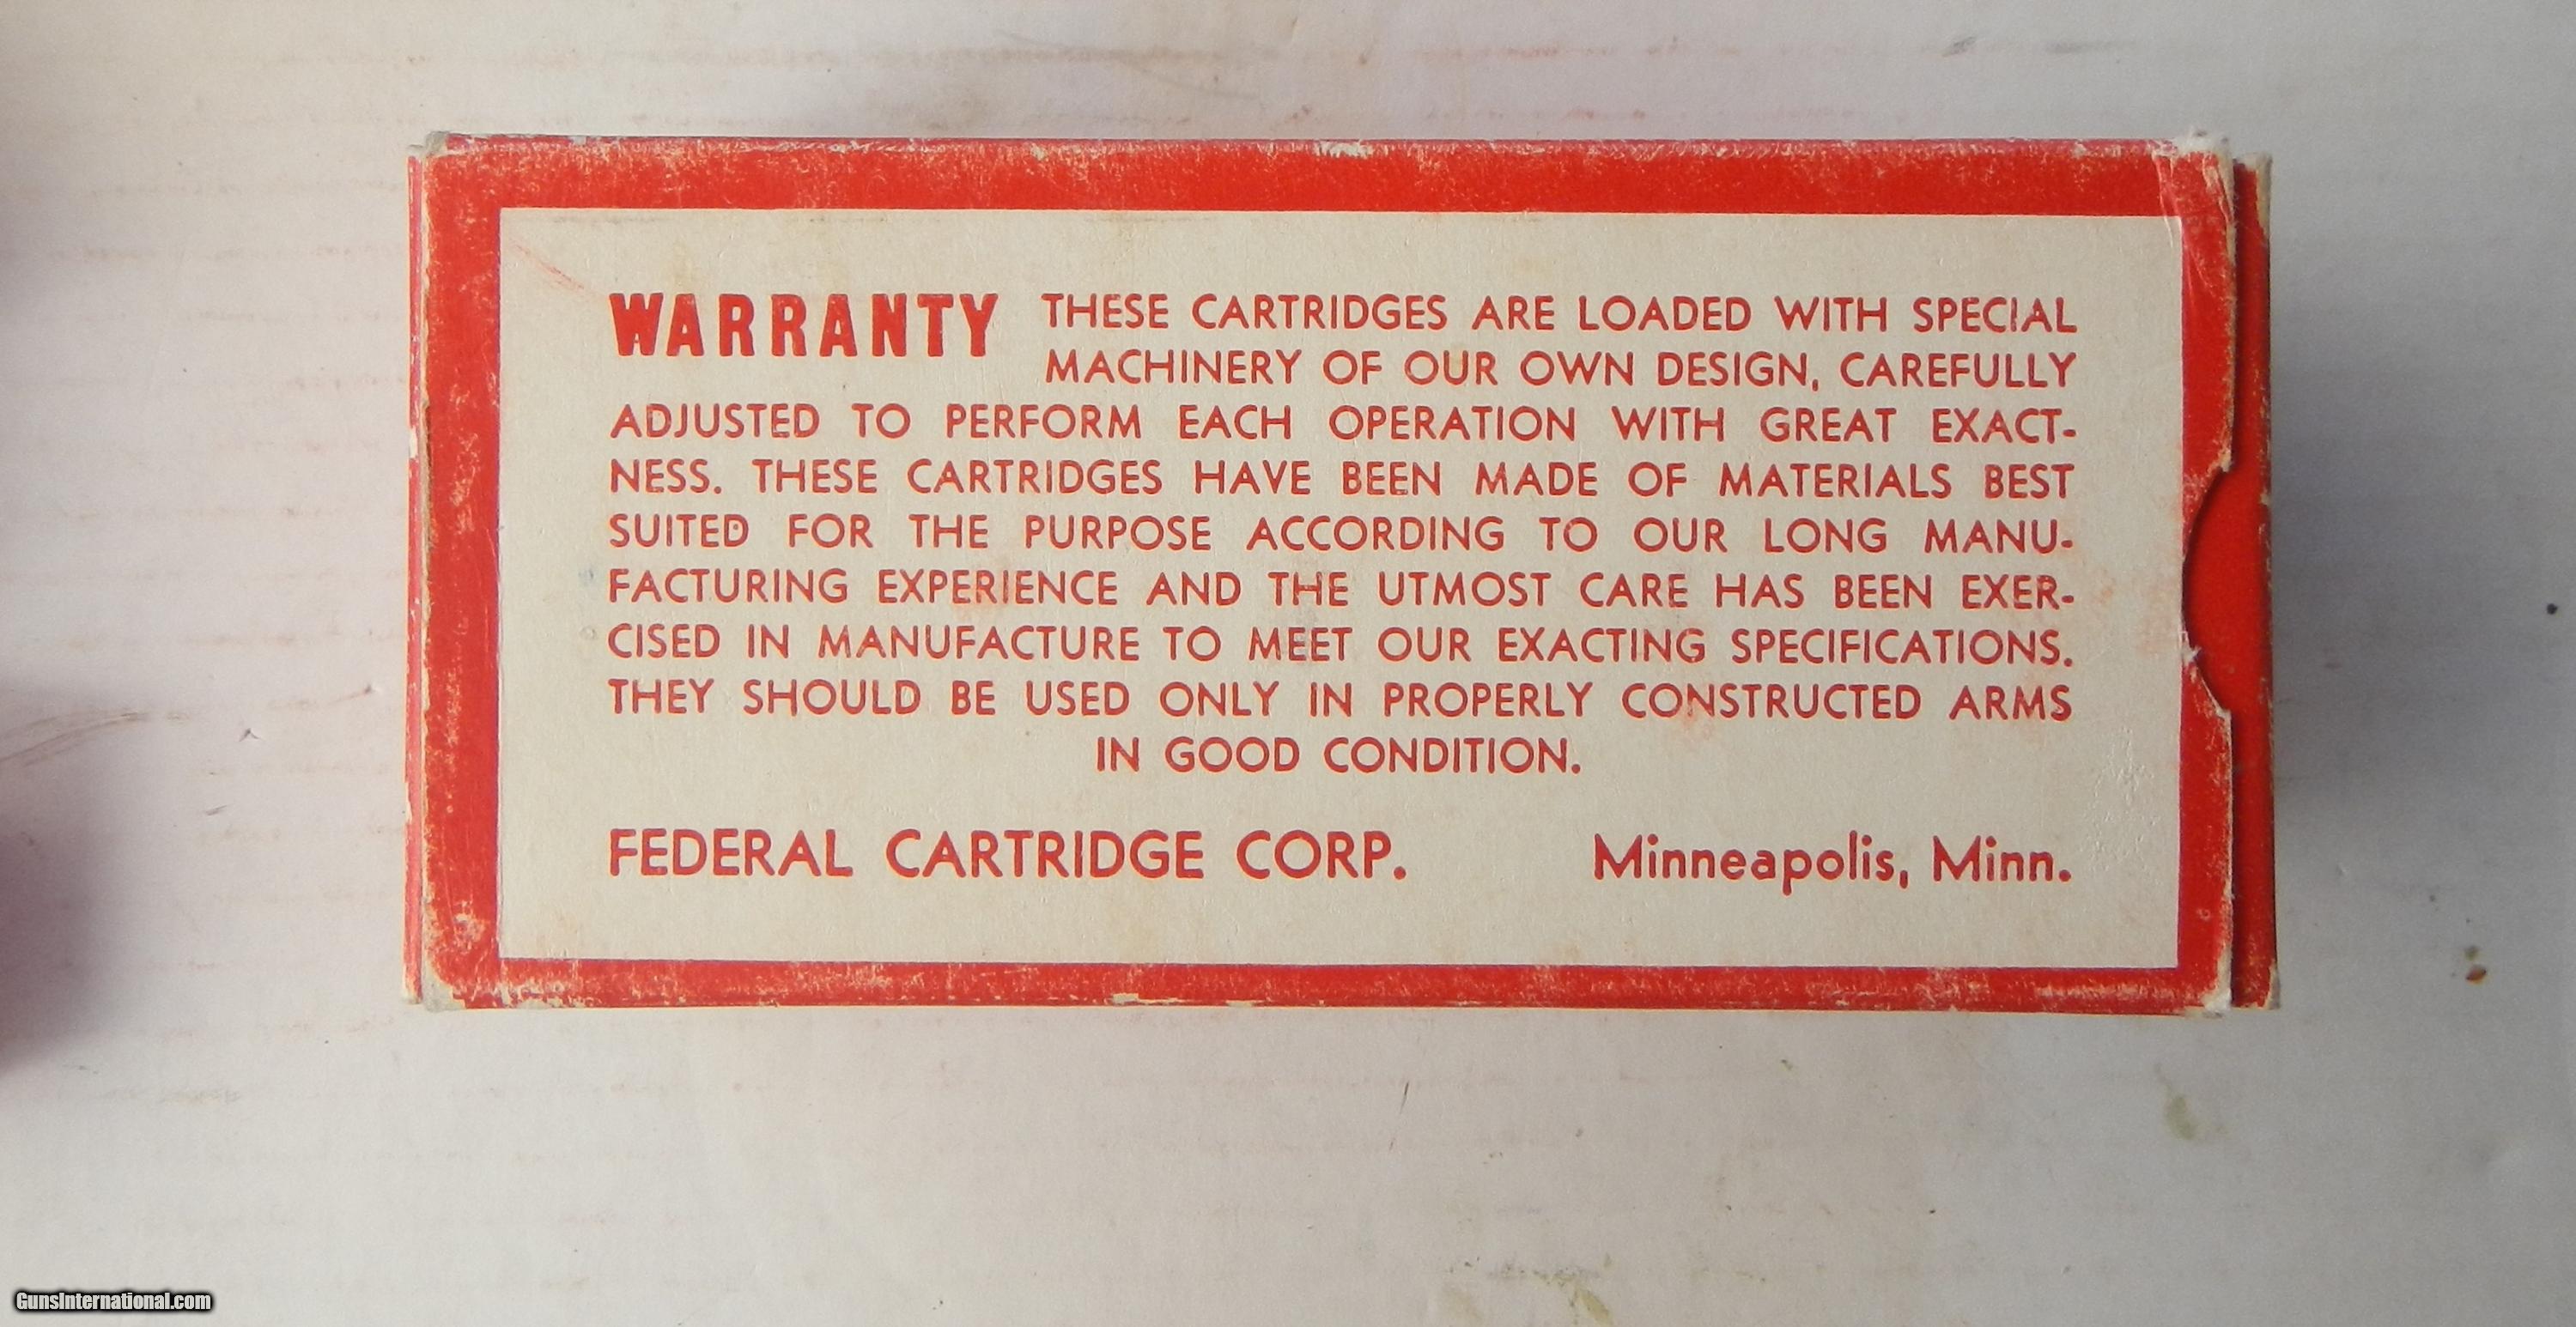 WARRANTY THESE CARTRIDGES ARE LOADED WITH SPECIAL
MACHINERY OF OUR OWN DESIGN, CAREFULLY
ADJUSTED TO PERFORM EACH OPERATION WITH GREAT EXACT-
NESS. THESE CARTRIDGES HAVE BEEN MADE OF MATERIALS BEST
SUITED FOR THE PURPOSE ACCORDING TO OUR LONG MANU-
FACTURING EXPERIENCE AND THE UTMOST CARE HAS BEEN EXER-
CISED IN MANUFACTURE TO MEET OUR EXACTING SPECIFICATIONS.
THEY SHOULD BE USED ONLY IN PROPERLY CONSTRUCTED ARMS
IN GOOD CONDITION.
FEDERAL CARTRIDGE CORP. Minneapolis, Minn.
GunsInternational.com